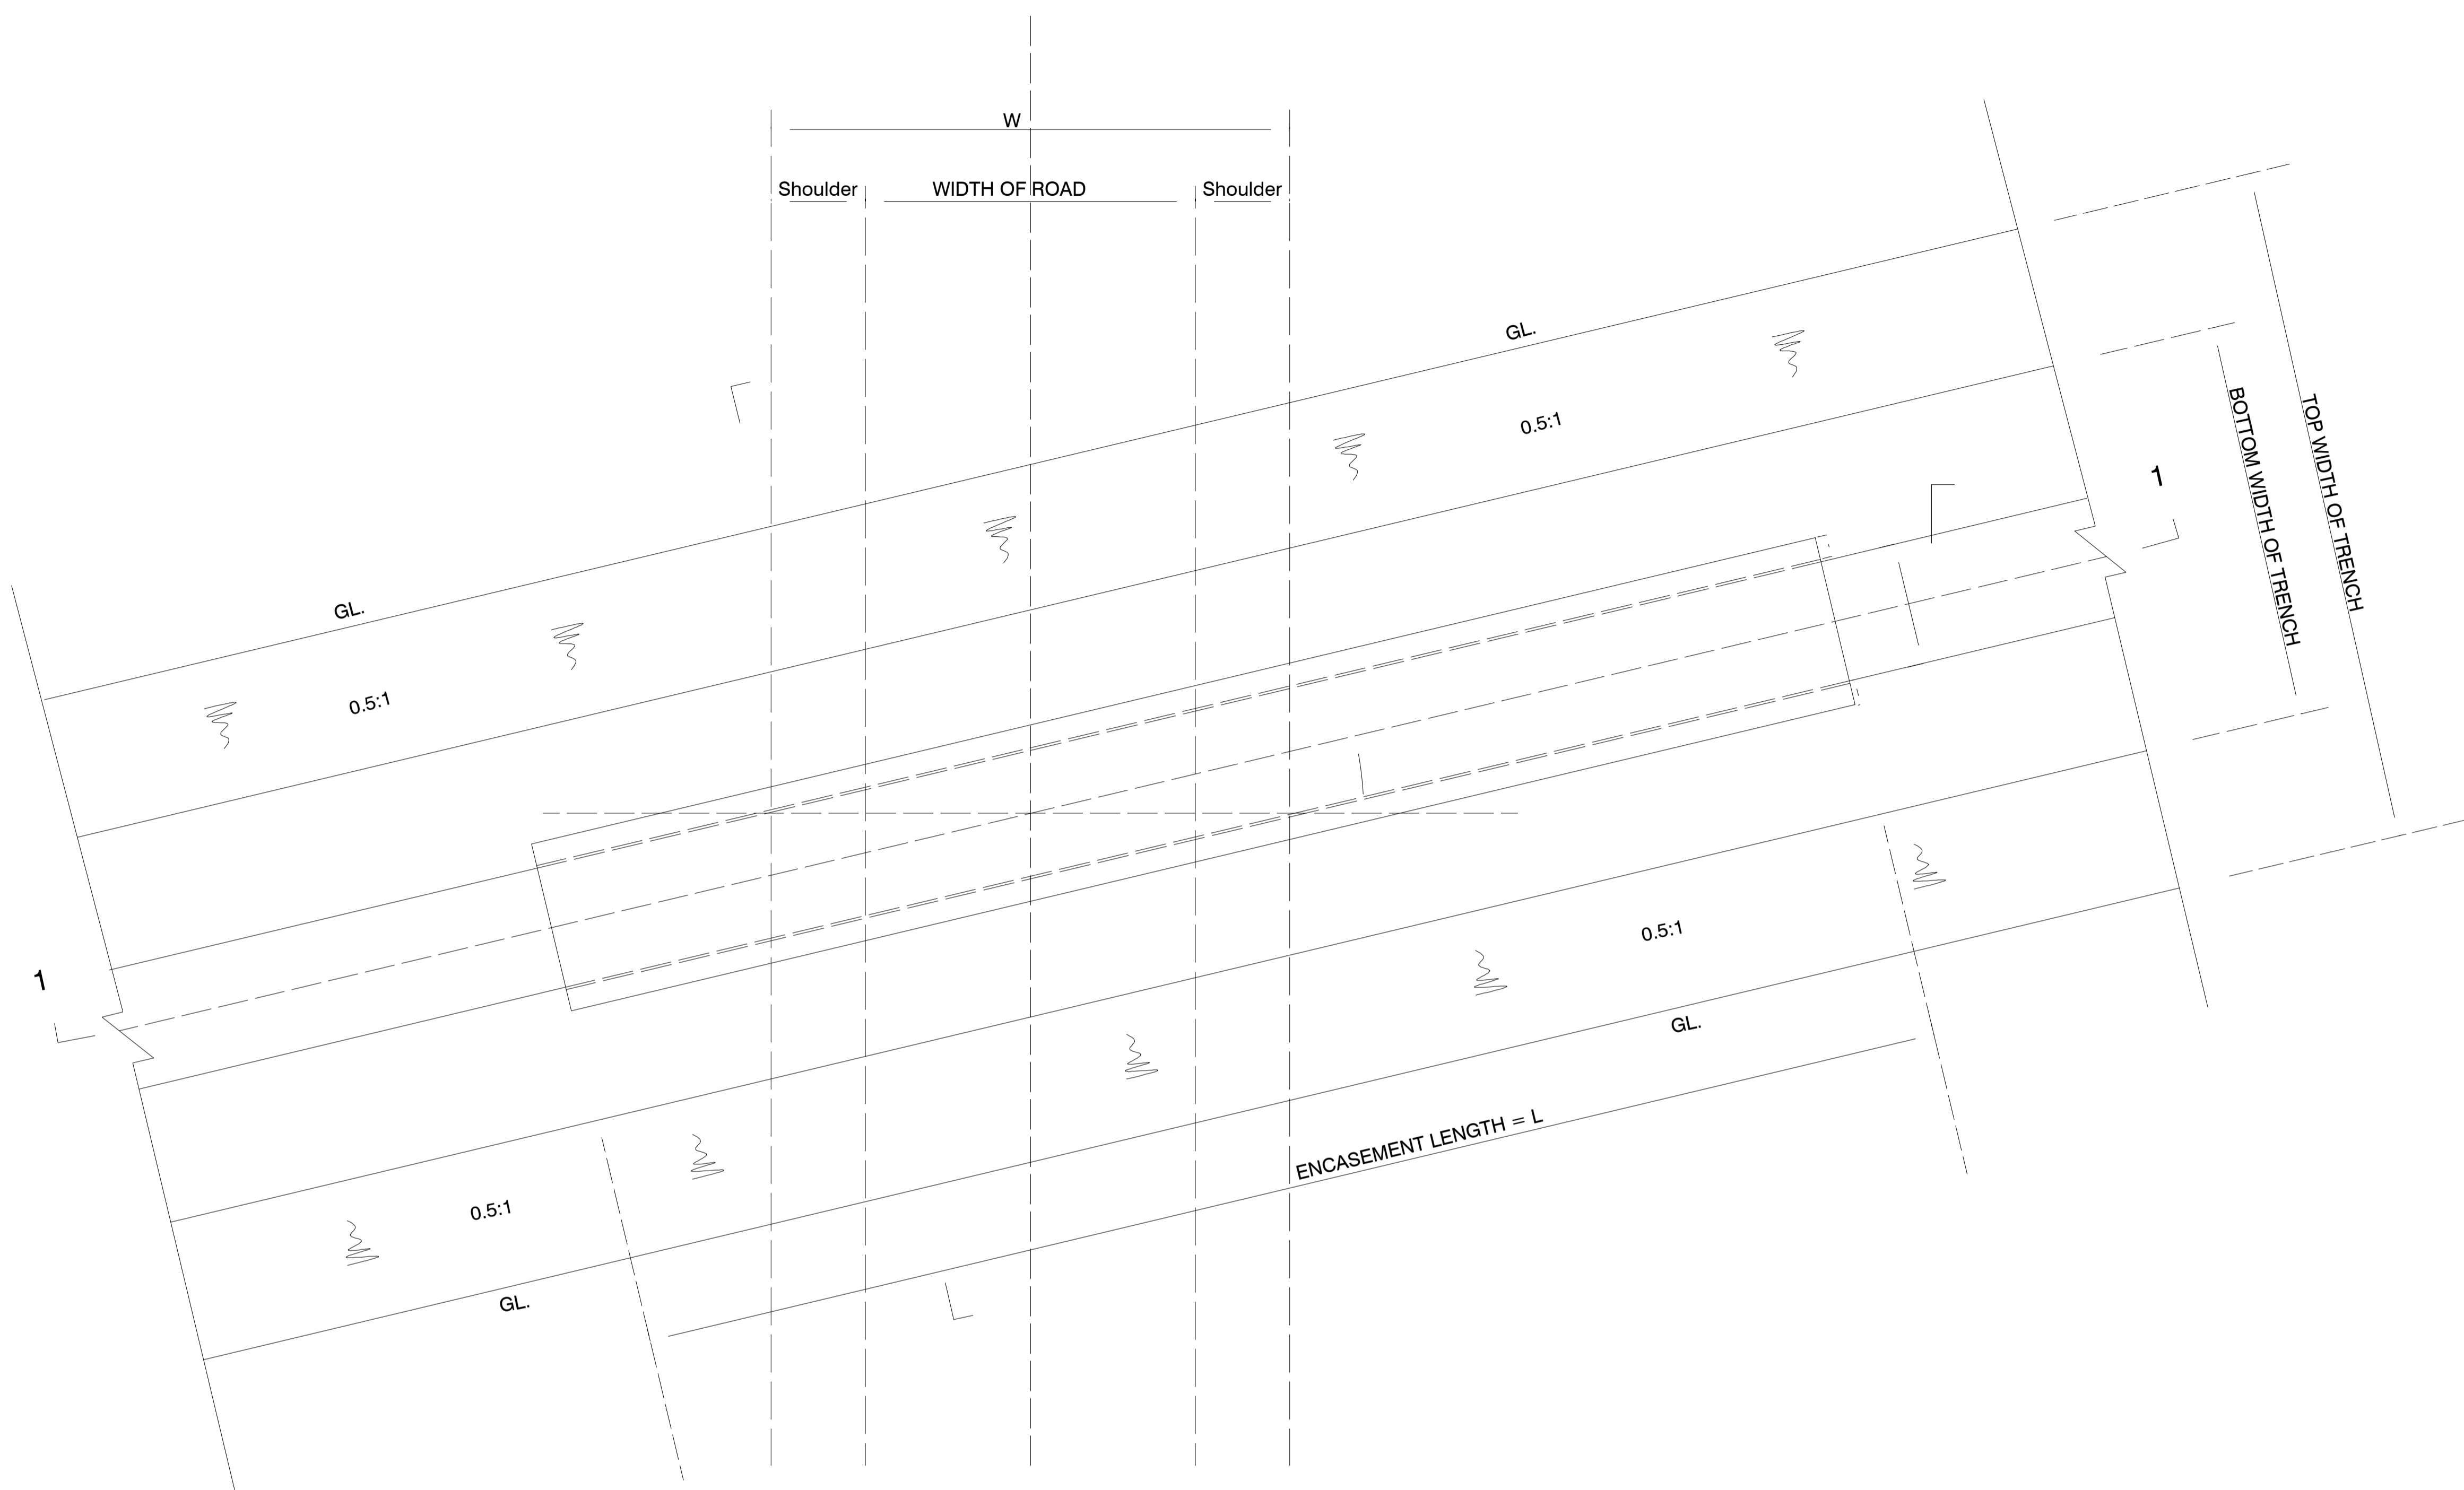 W
Shoulder
WIDTH OF ROAD
Shoulder
GL.
0.5:1
TOP WIDTH OF TRENCH
BOTTOM WIDTH OF TRENCH
1
GL.
0.5:1
0.5:1
1
GL.
ENCASEMENT LENGTH = L
0.5:1
GL.